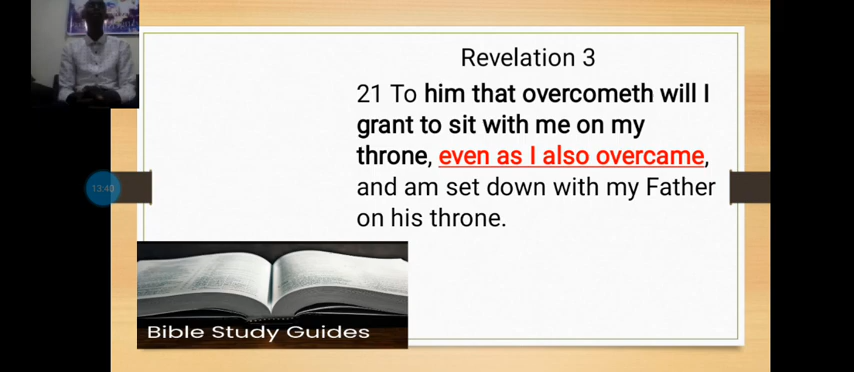 Revelation 3
21 To him that overcometh will I
grant to sit with me on my
throne, even as I also overcame,
and am set down with my Father
on his throne.
13:40
Bible Study Guides